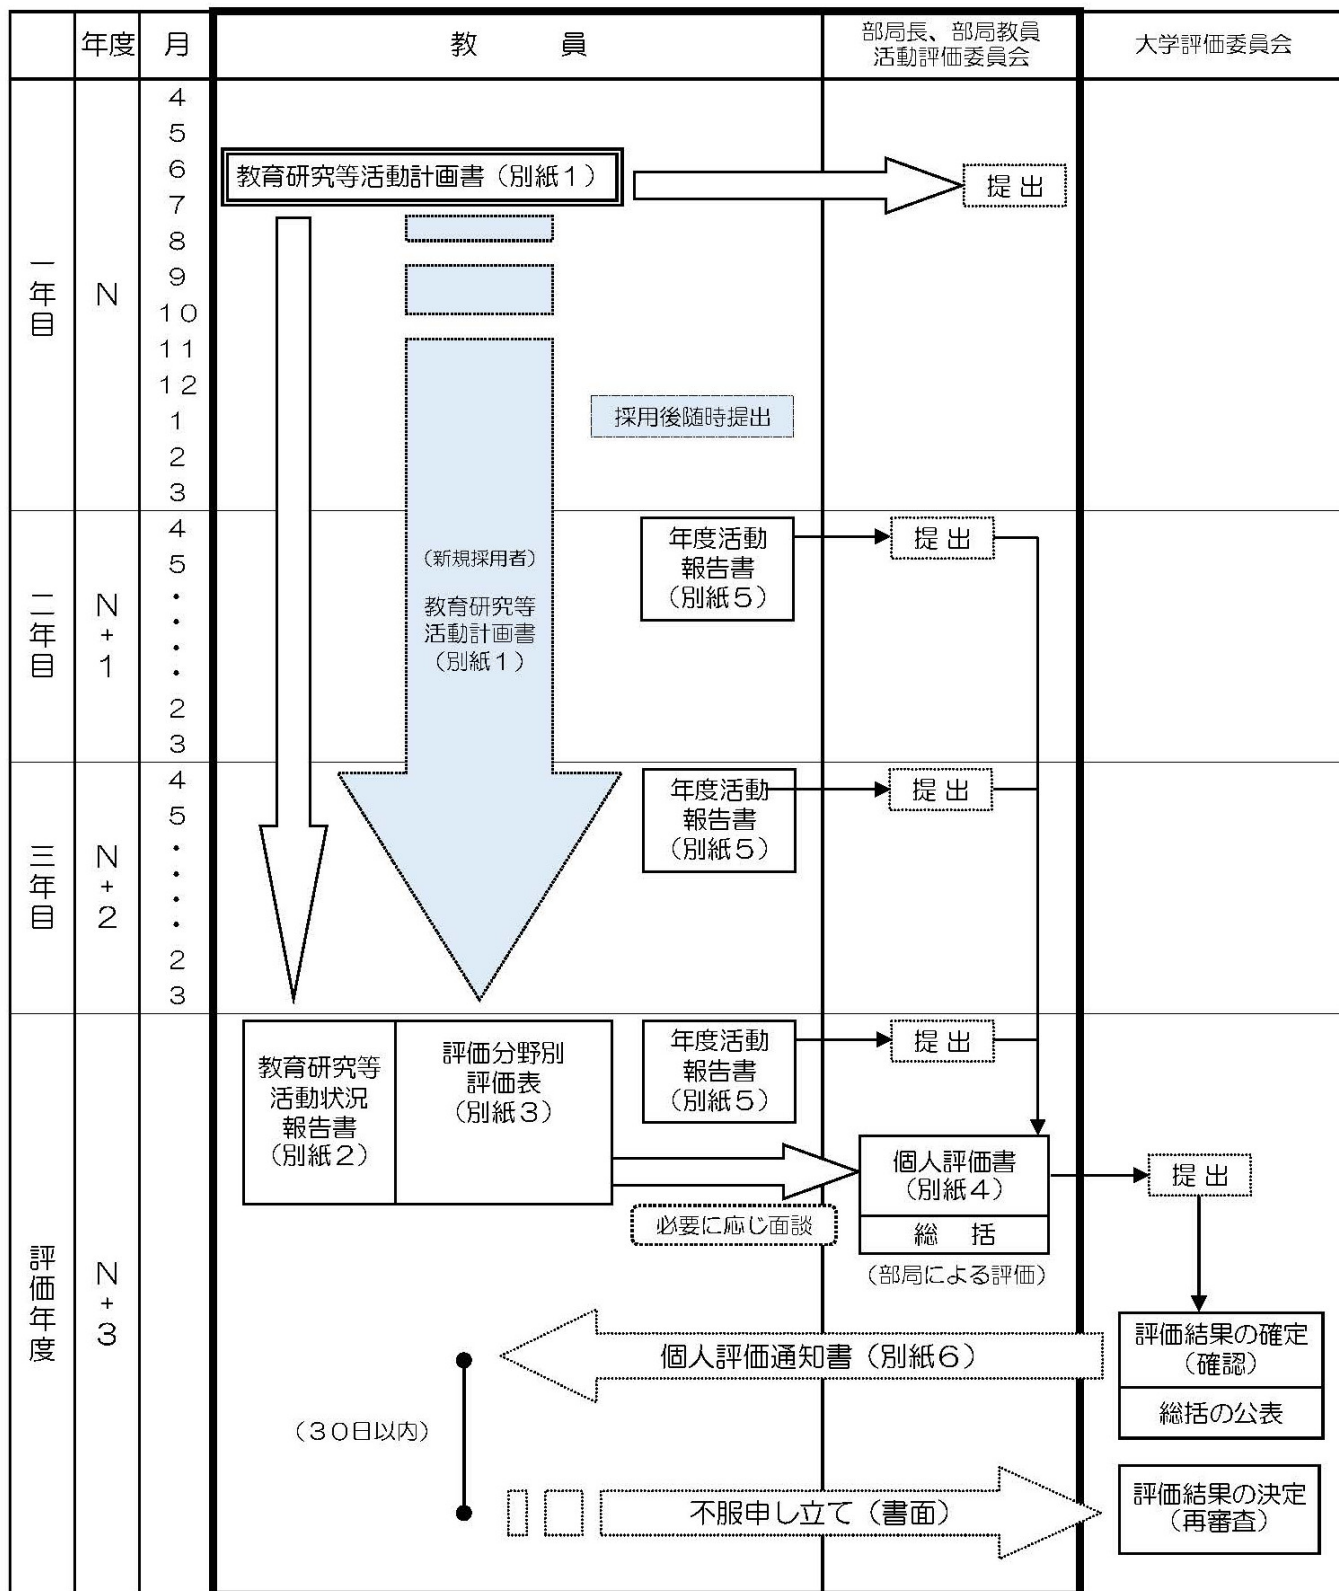 年度 月 教 員 部局長、部局教員 大学評価委員会
活動評価委員会
一年目
N
4
5
6
7
8
9
10
11
12
1
2
3
教育研究等活動計画書（別紙1）
提 出
採用後随時提出
二年目
N+1
4
5
・
・
・
2
3
（新規採用者）
教育研究等
活動計画書
（別紙1）
年度活動
報告書
（別紙5）
提 出
三年目
N+2
4
5
・
・
・
2
3
年度活動
報告書
（別紙5）
提 出
評価年度
N+3
教育研究等
活動状況
報告書
（別紙2）
評価分野別
評価表
（別紙3）
年度活動
報告書
（別紙5）
提 出
必要に応じ面談
個人評価書
（別紙4）
総 括
（部局による評価）
提 出
評価結果の確定
（確認）
総括の公表
個人評価通知書（別紙6）
（30日以内）
不服申し立て（書面）
評価結果の決定
（再審査）